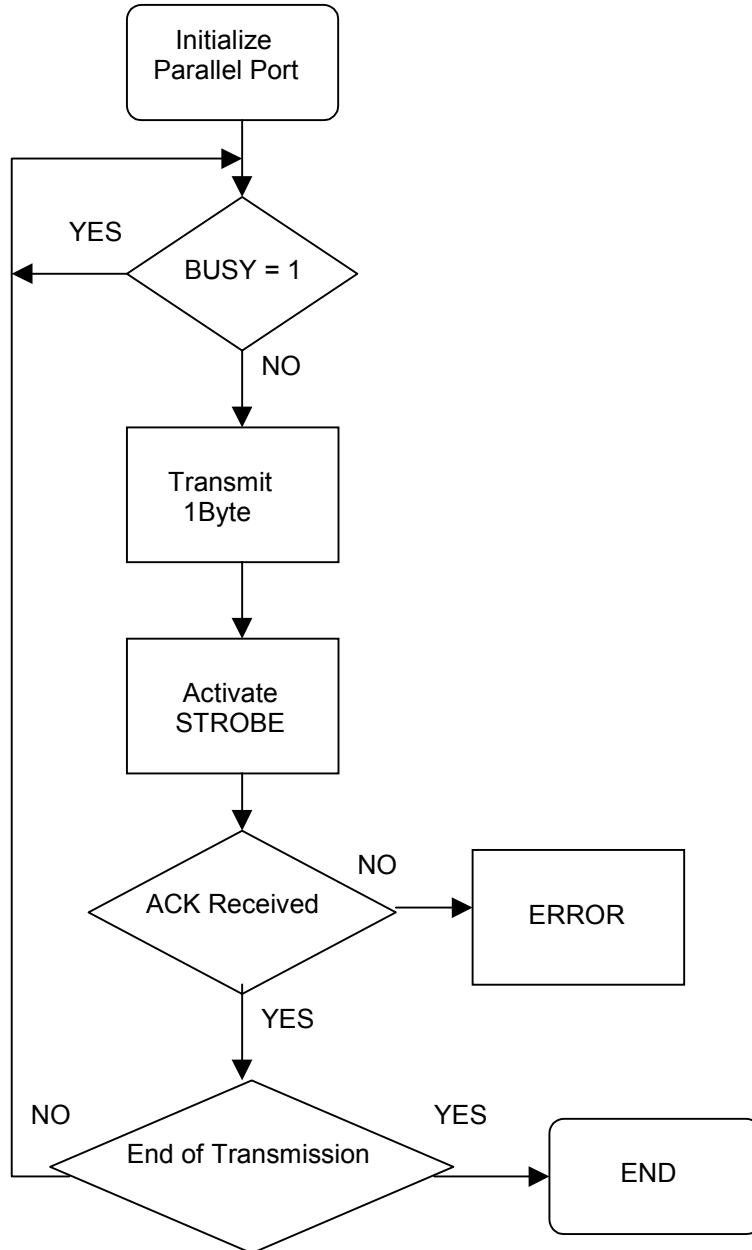 Initialize
Parallel Port
YES
BUSY = 1
NO
Transmit
1Byte
Activate
STROBE
NO
ACK Received
ERROR
YES
NO
YES
End of Transmission
END